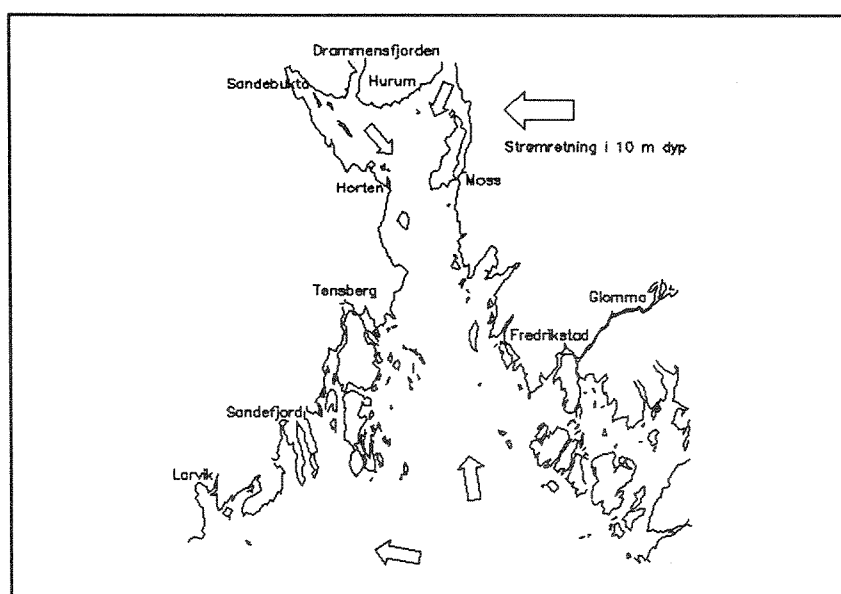 Drammensfjorden
Sandebukta
Hurum
Strømretning i 10 m dyp
Horten
Moss
Tønsberg
Glomma
Fredrikstad
Sandefjord
Larvik